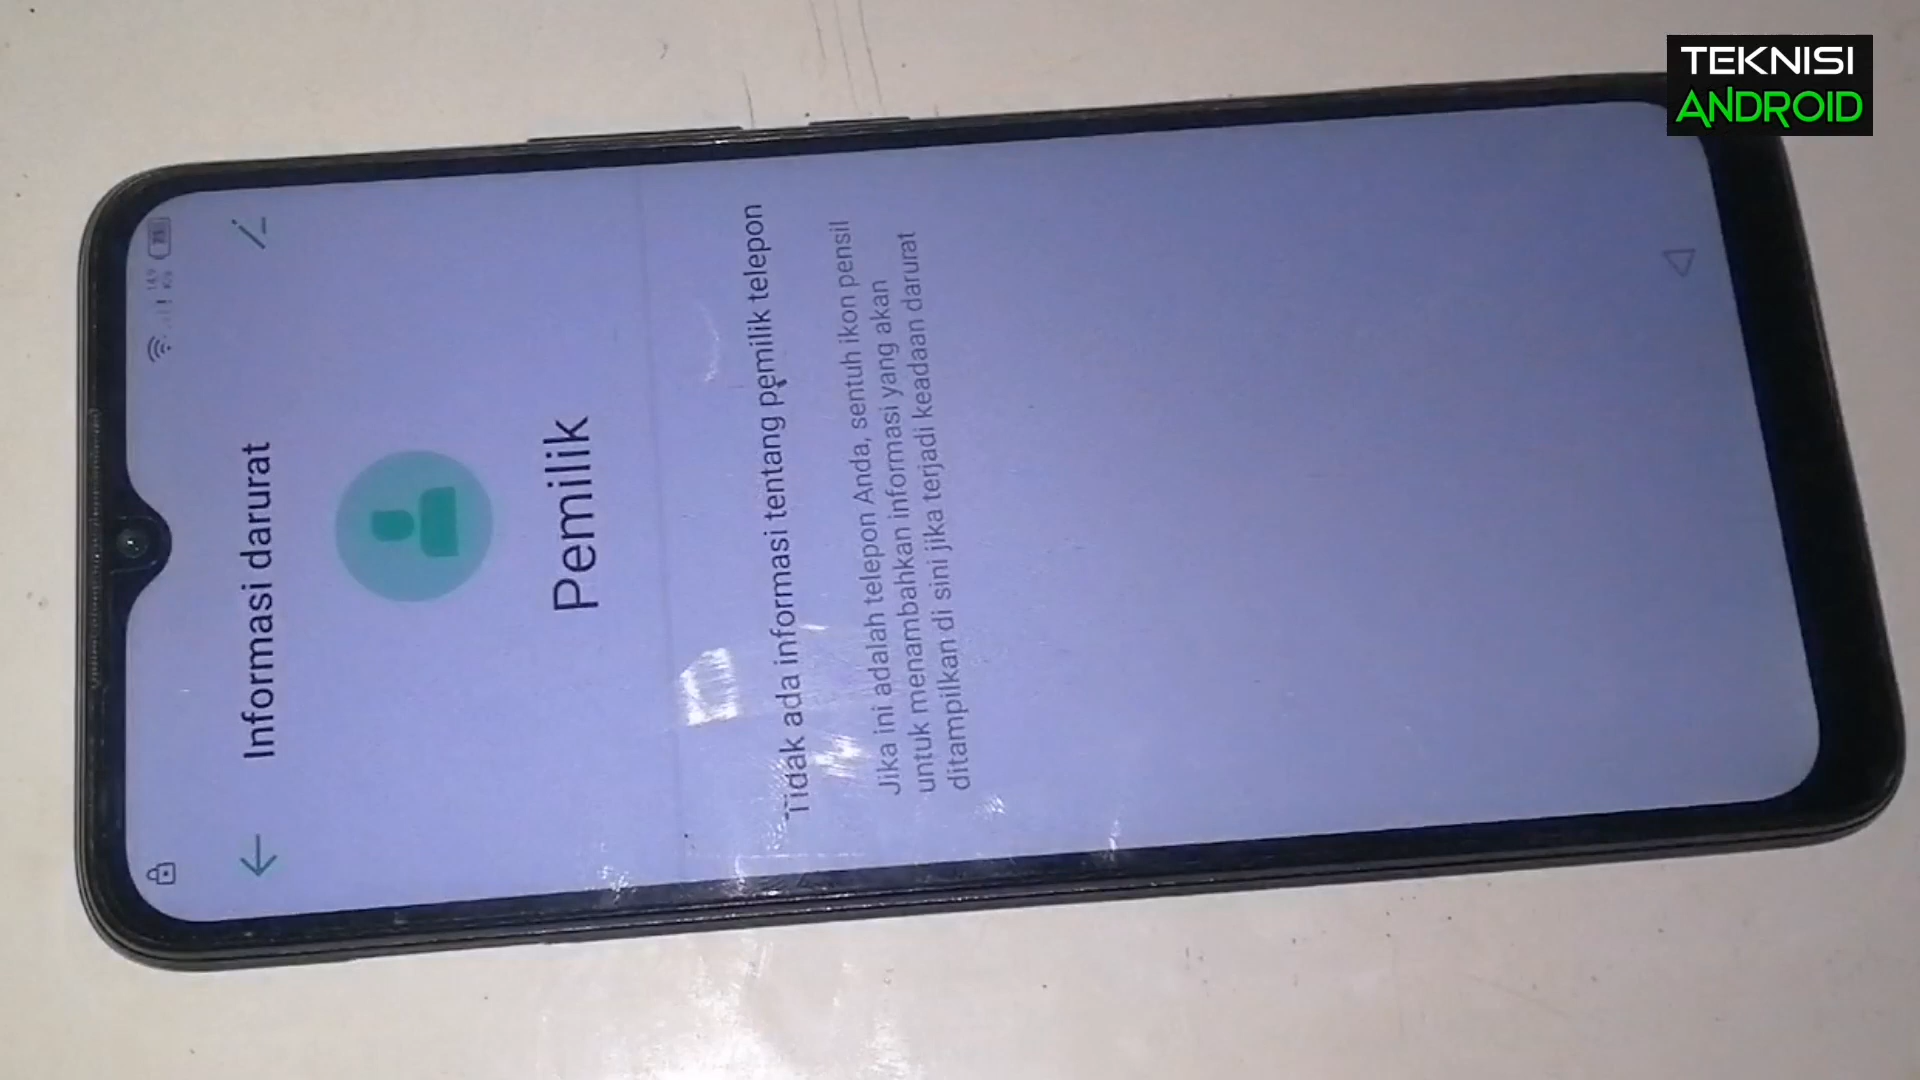 TEKNISI
ANDROID
Informasi darurat
Pemilik
Tidak ada informasi tentang pemilik telepon
Jika ini adalah telepon Anda, sentuh ikon pensil
untuk menambahkan informasi yang akan
ditampilkan di sini jika terjadi keadaan darurat